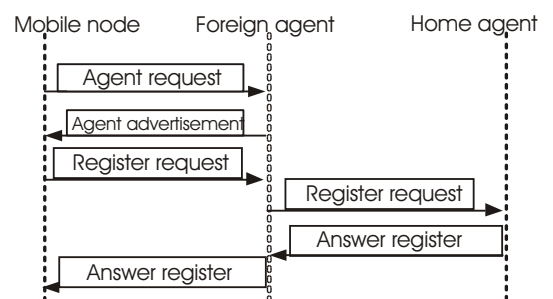 Mobile node Foreign agent Home agent
Agent request
Agent advertisement
Register request
Register request
Answer register
Answer register